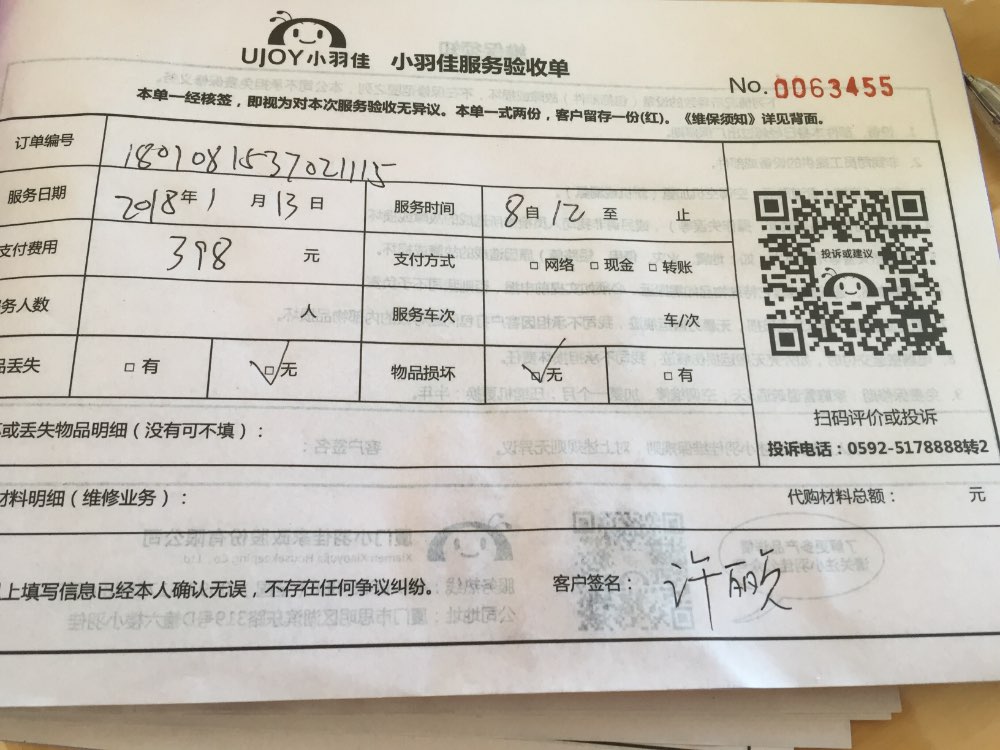 UJOY小羽佳 小羽佳服务验收单
No. 0063455
本单一经核签，即视为对本次服务验收无异议。本单一式两份，客户留存一份(红)。《维保须知》详见背面。
订单编号 1801081537021115
服务日期 2018年1月13日 服务时间 8自12至 止
支付费用 398 元 支付方式 □网络 □现金 □转账
务人数 人 服务车次 车/次
品丢失 □有 □无 物品损坏 □无 □有
投诉或建议
扫码评价或投诉
投诉电话：0592-5178888转2
或丢失物品明细（没有可不填）：
材料明细（维修业务）： 代购材料总额： 元
上填写信息已经本人确认无误，不存在任何争议纠纷。 客户签名：许丽